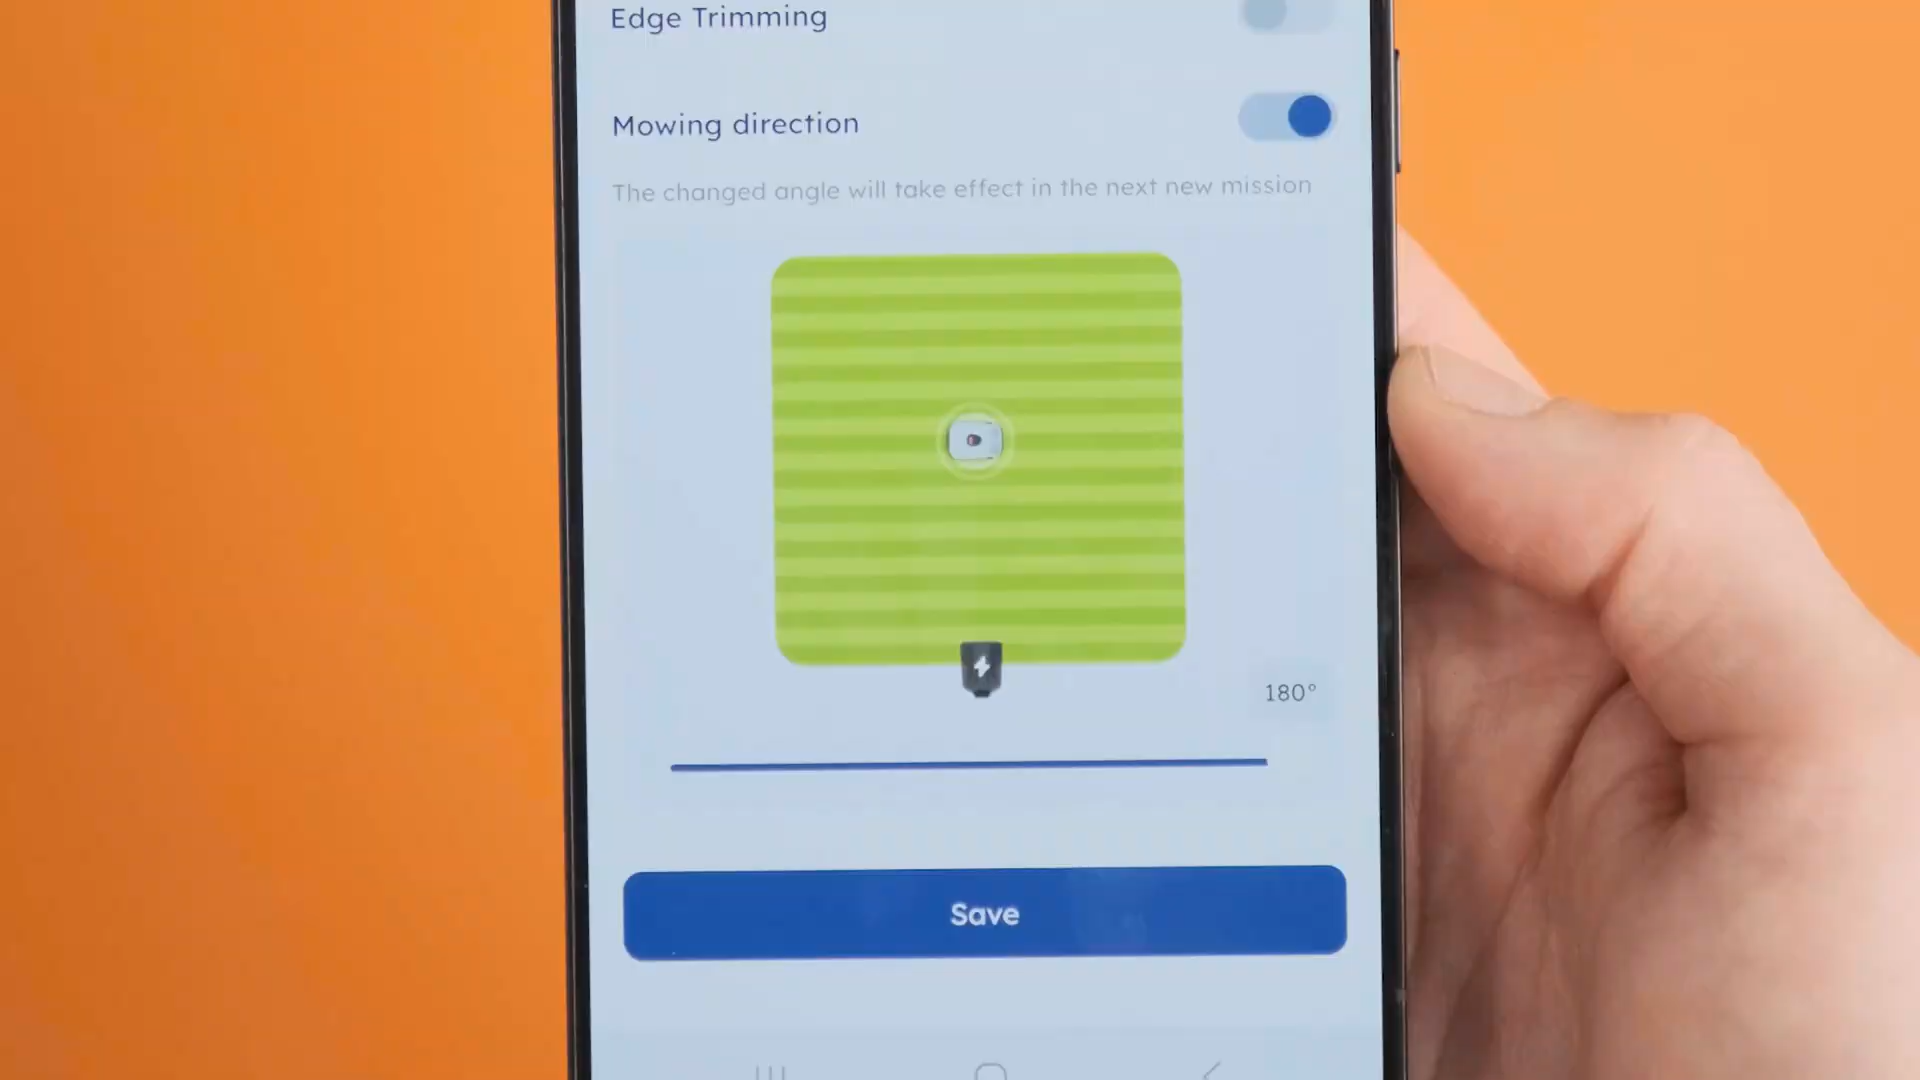 Edge Trimming
Mowing direction
The changed angle will take effect in the next new mission
180°
Save